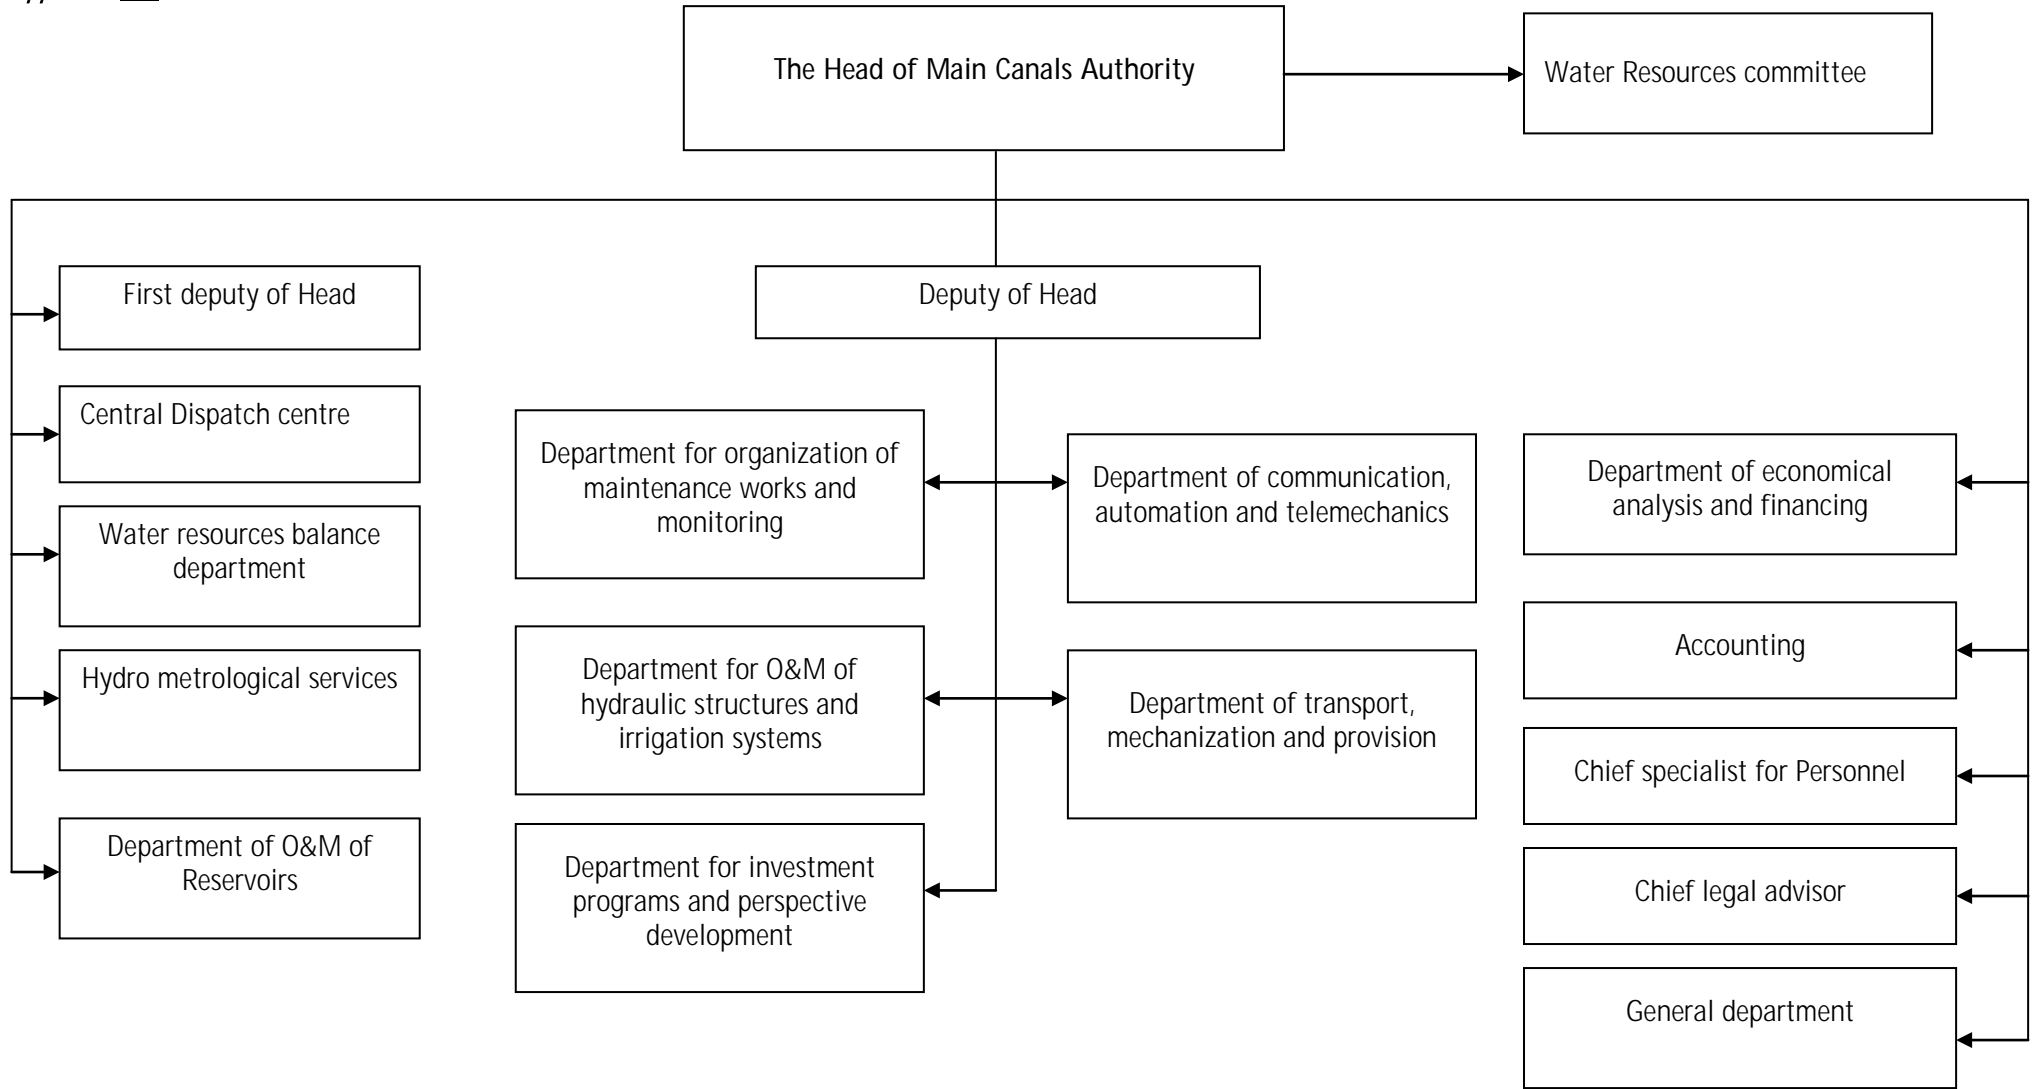 The Head of Main Canals Authority
Water Resources committee
First deputy of Head
Deputy of Head
Central Dispatch centre
Water resources balance
department
Hydro metrological services
Department of O&M of
Reservoirs
Department for organization of
maintenance works and
monitoring
Department of communication,
automation and telemechanics
Department for O&M of
hydraulic structures and
irrigation systems
Department of transport,
mechanization and provision
Department for investment
programs and perspective
development
Department of economical
analysis and financing
Accounting
Chief specialist for Personnel
Chief legal advisor
General department